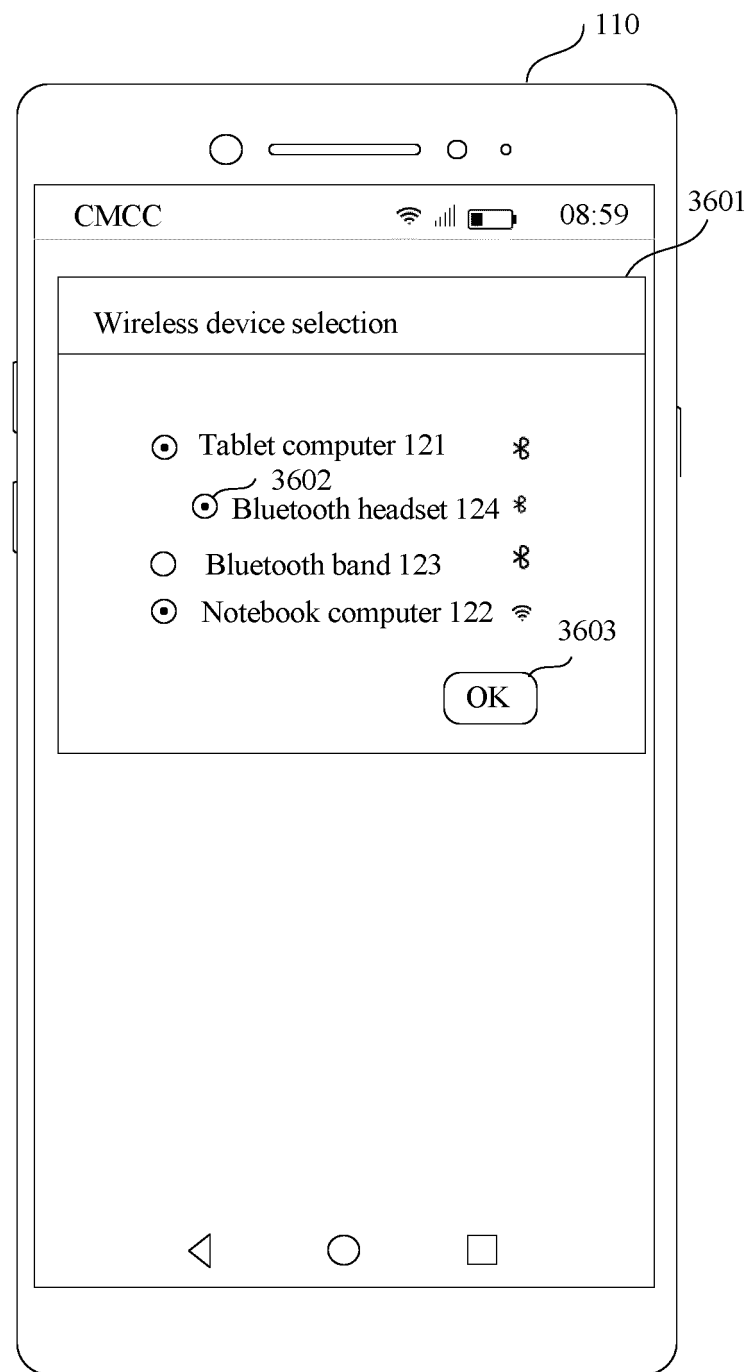 110
CMCC 08:59
3601
Wireless device selection
Tablet computer 121
3602
Bluetooth headset 124
Bluetooth band 123
Notebook computer 122
3603
OK